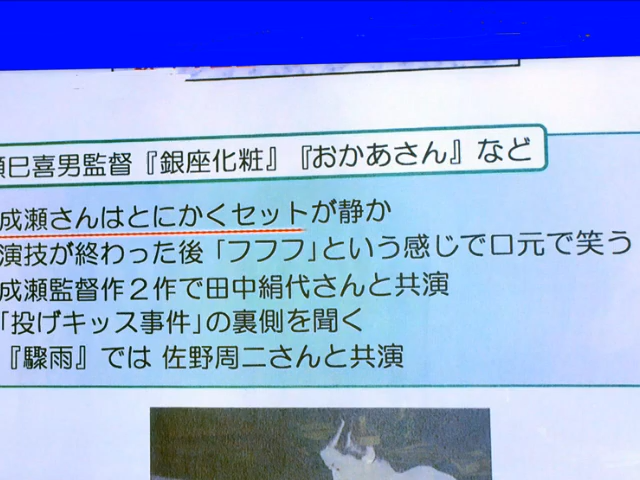 瀬巳喜男監督『銀座化粧』『おかあさん』など
成瀬さんはとにかくセットが静か
演技が終わった後「フフフ」という感じで口元で笑う
成瀬監督作2作で田中絹代さんと共演
「投げキッス事件」の裏側を聞く
『驟雨』では 佐野周二さんと共演